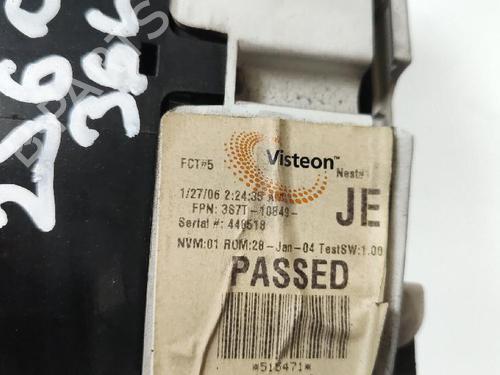 Visteon™
FCT#5
Nest#
1/27/06 2:24:35
FPN: 3S7T-10849-
JE
Serial#: 449518
NVM:01 ROM:28-Jan-04 TestSW:1.00
PASSED
*515471*